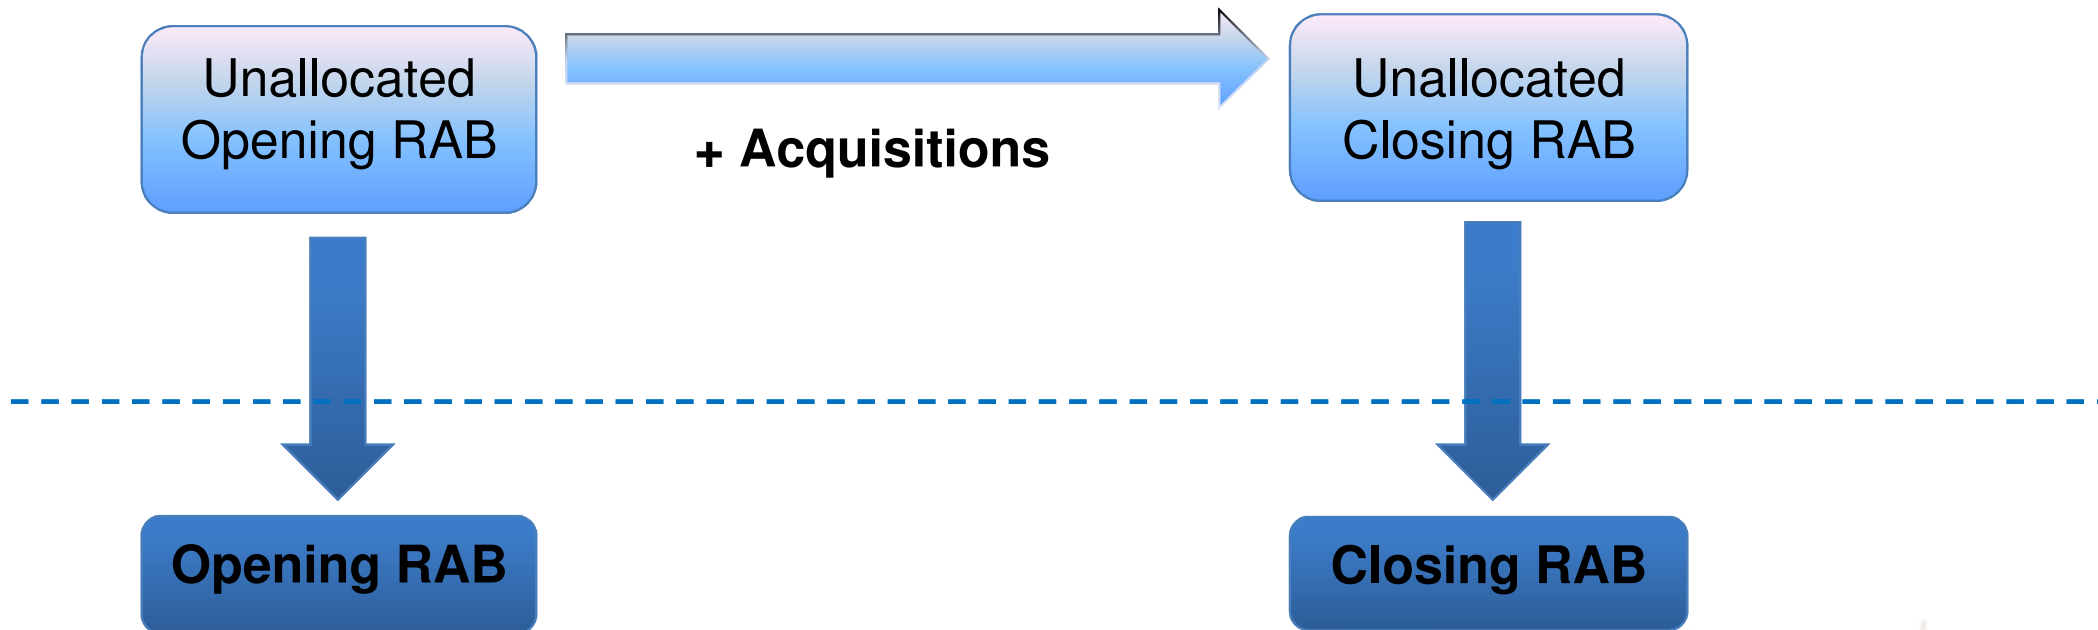 Unallocated
Opening RAB
+ Acquisitions
Unallocated
Closing RAB
Opening RAB
Closing RAB